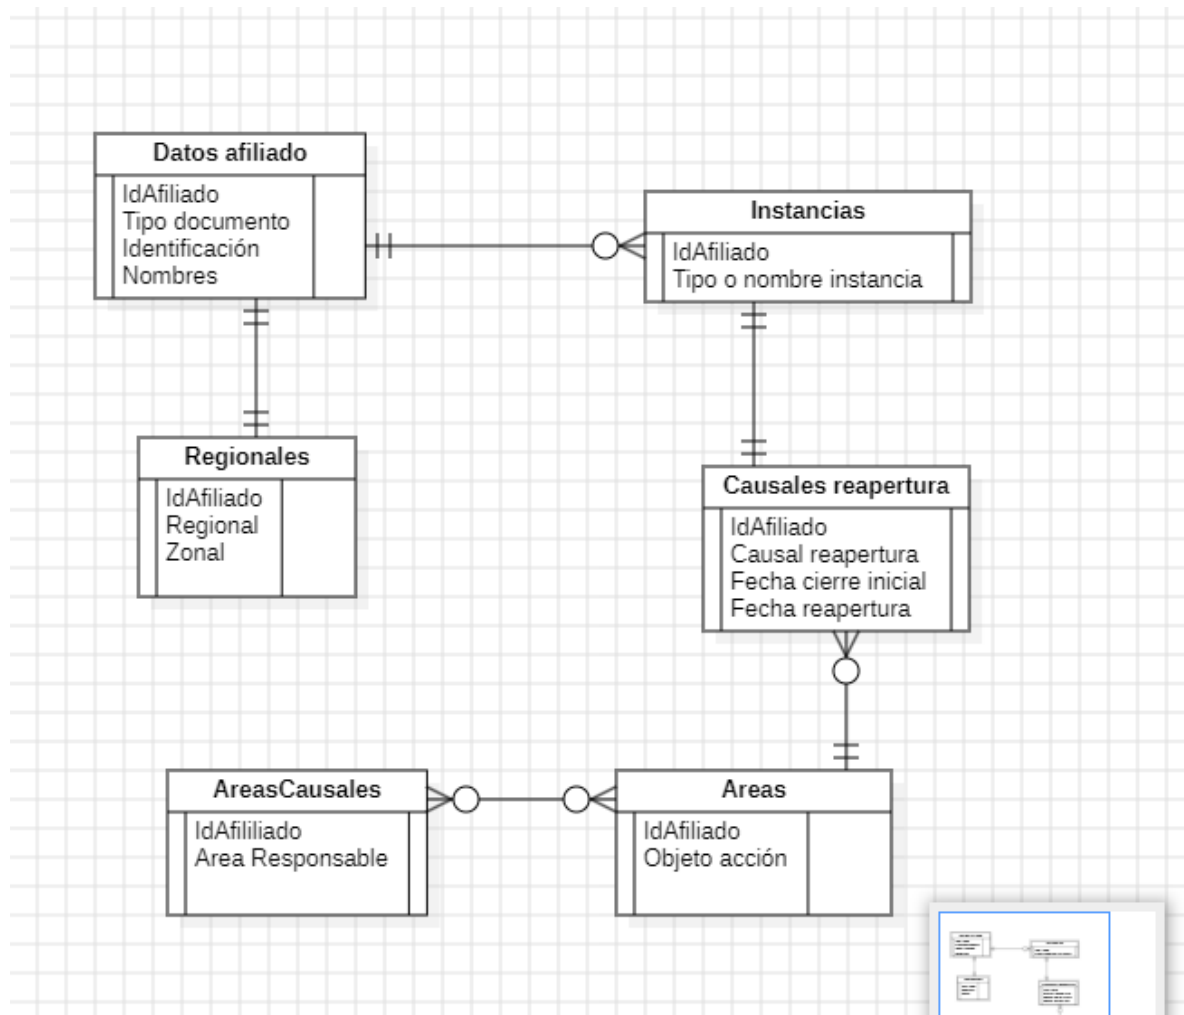 Datos afiliado
IdAfiliado
Tipo documento
Identificación
Nombres
Instancias
IdAfiliado
Tipo o nombre instancia
Regionales
IdAfiliado
Regional
Zonal
Causales reapertura
IdAfiliado
Causal reapertura
Fecha cierre inicial
Fecha reapertura
AreasCausales
IdAfililiado
Area Responsable
Areas
IdAfiliado
Objeto acción